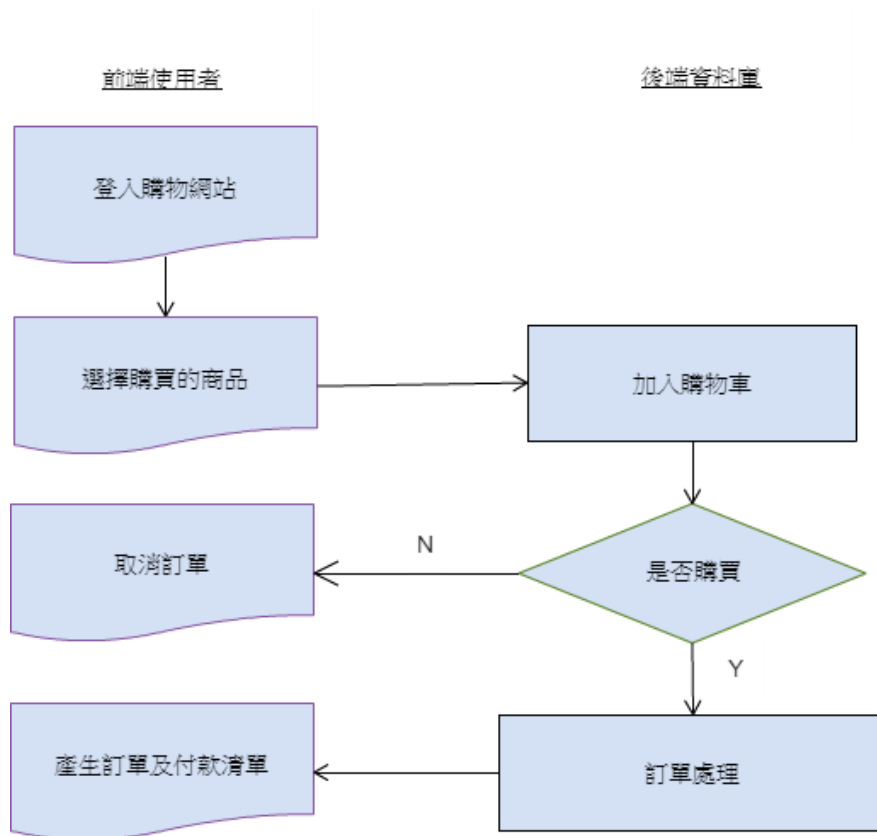 前端使用者
後端資料庫
登入購物網站
選擇購買的商品
加入購物車
取消訂單
N
是否購買
Y
產生訂單及付款清單
訂單處理